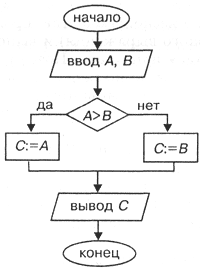 начало
ввод A, B
да
A>B
нет
C:=A
C:=B
вывод C
конец